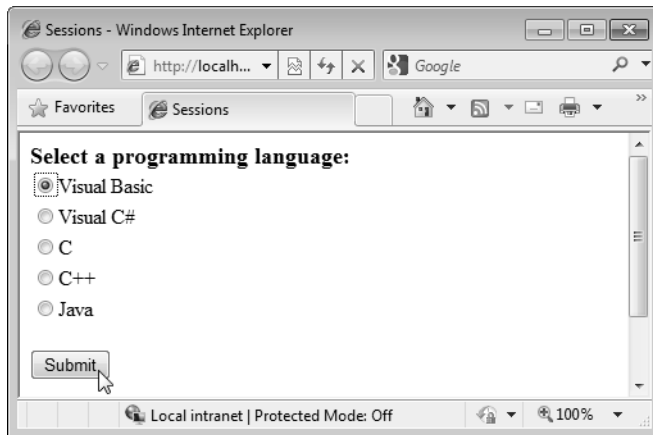 Sessions - Windows Internet Explorer
http://localh... Google
Favorites Sessions »
Select a programming language:
Visual Basic
Visual C#
C
C++
Java
Submit
Local intranet | Protected Mode: Off 100%